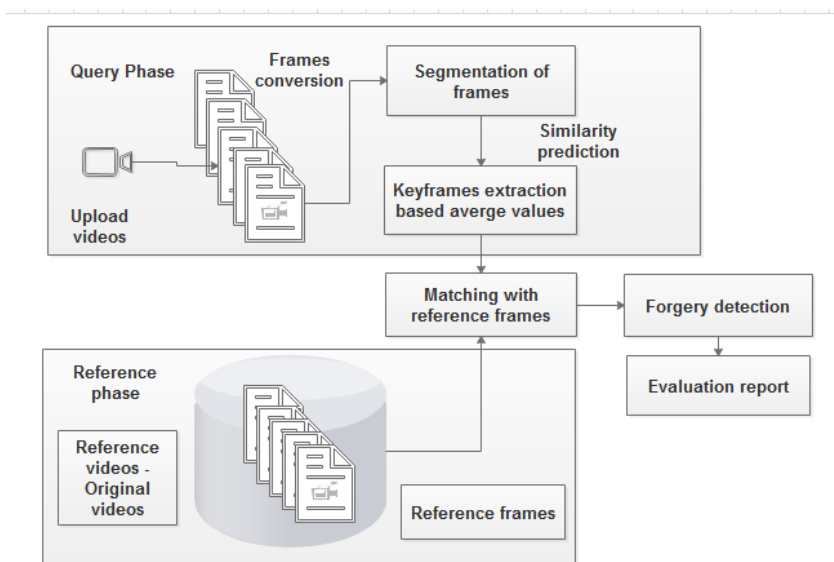 Query Phase
Frames
conversion
Segmentation of
frames
Similarity
prediction
Upload
videos
Keyframes extraction
based averge values
Matching with
reference frames
Forgery detection
Evaluation report
Reference
phase
Reference
videos -
Original
videos
Reference frames